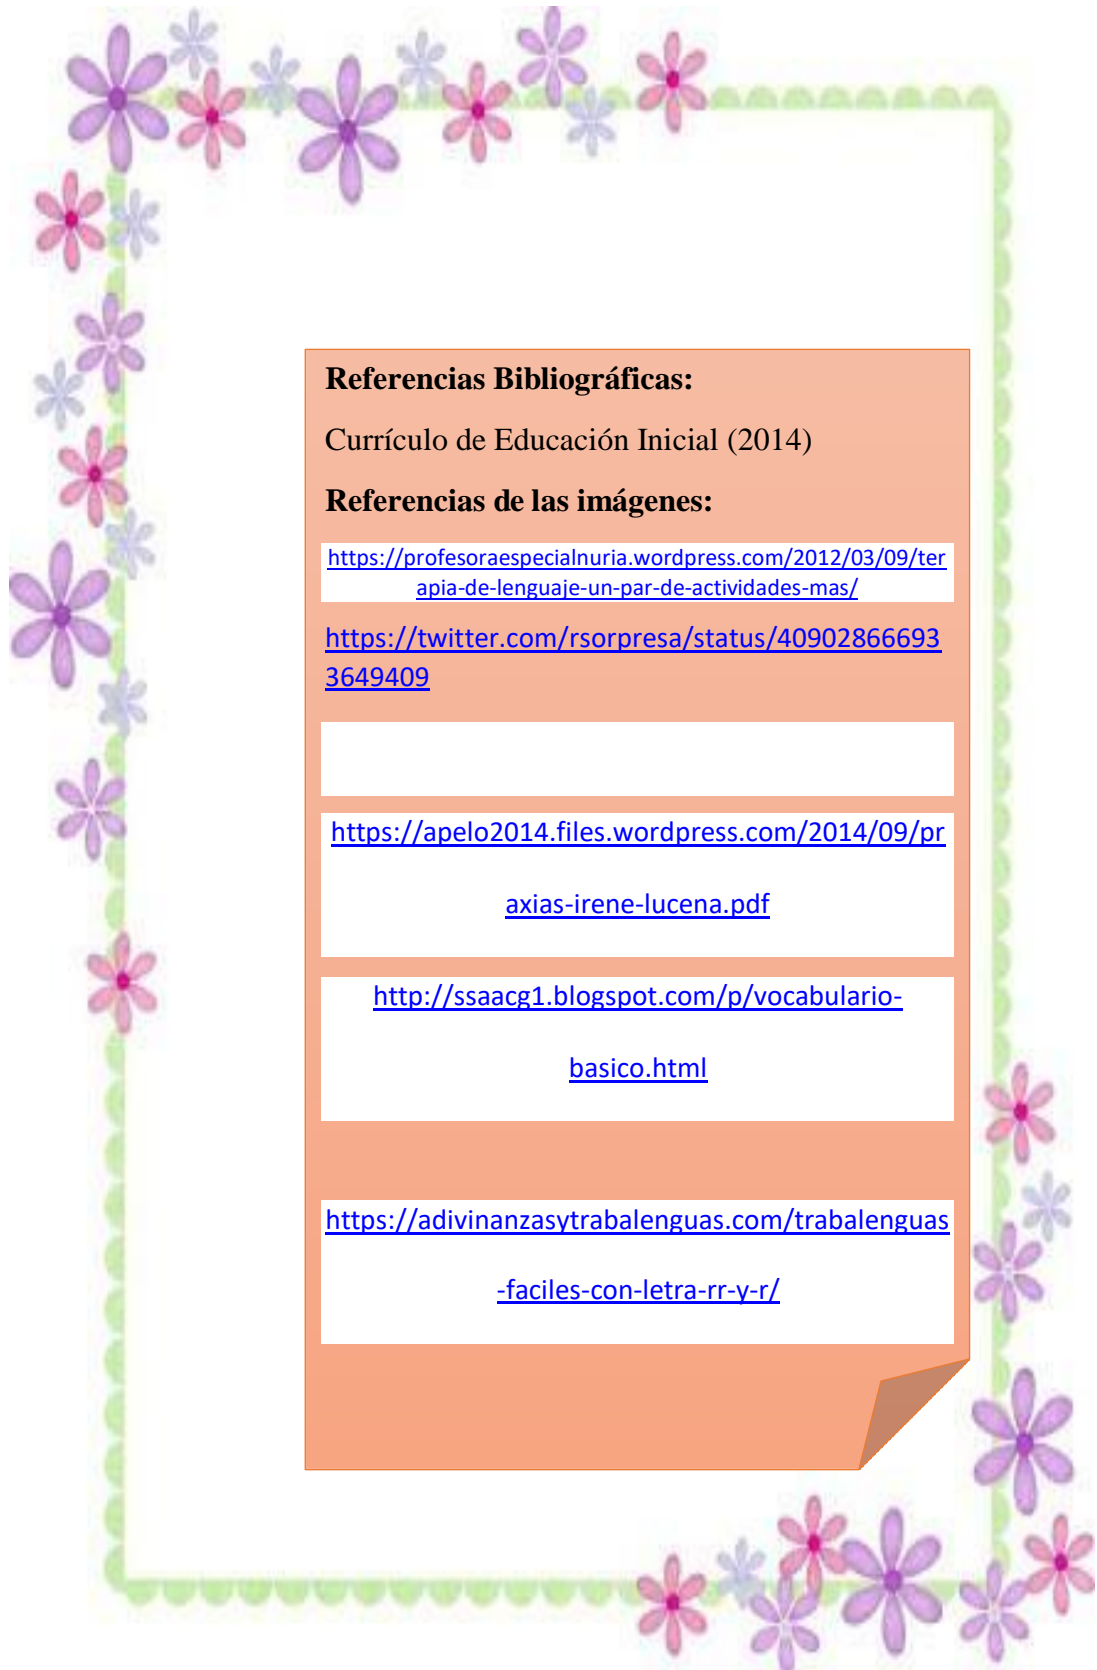 Referencias Bibliográficas:
Currículo de Educación Inicial (2014)
Referencias de las imágenes:
https://profesoraespecialnuria.wordpress.com/2012/03/09/ter
apia-de-lenguaje-un-par-de-actividades-mas/
https://twitter.com/rsorpresa/status/40902866693
3649409
https://apelo2014.files.wordpress.com/2014/09/pr
axias-irene-lucena.pdf
http://ssaacg1.blogspot.com/p/vocabulario-
basico.html
https://adivinanzasytrabalenguas.com/trabalenguas
-faciles-con-letra-rr-y-r/